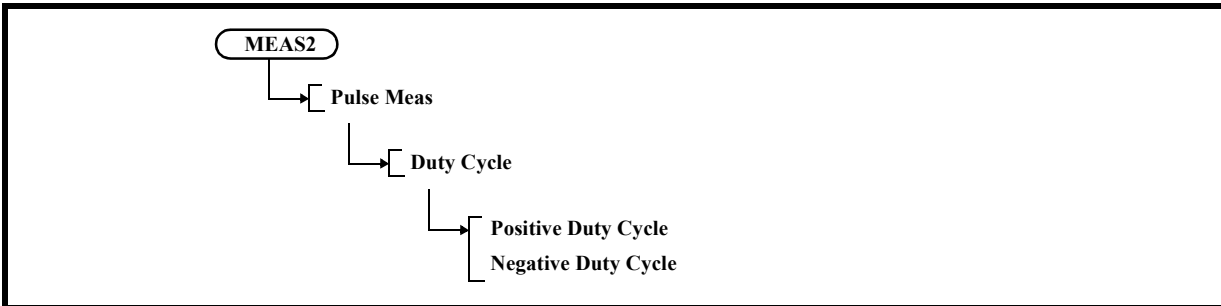 MEAS2
Pulse Meas
Duty Cycle
Positive Duty Cycle
Negative Duty Cycle